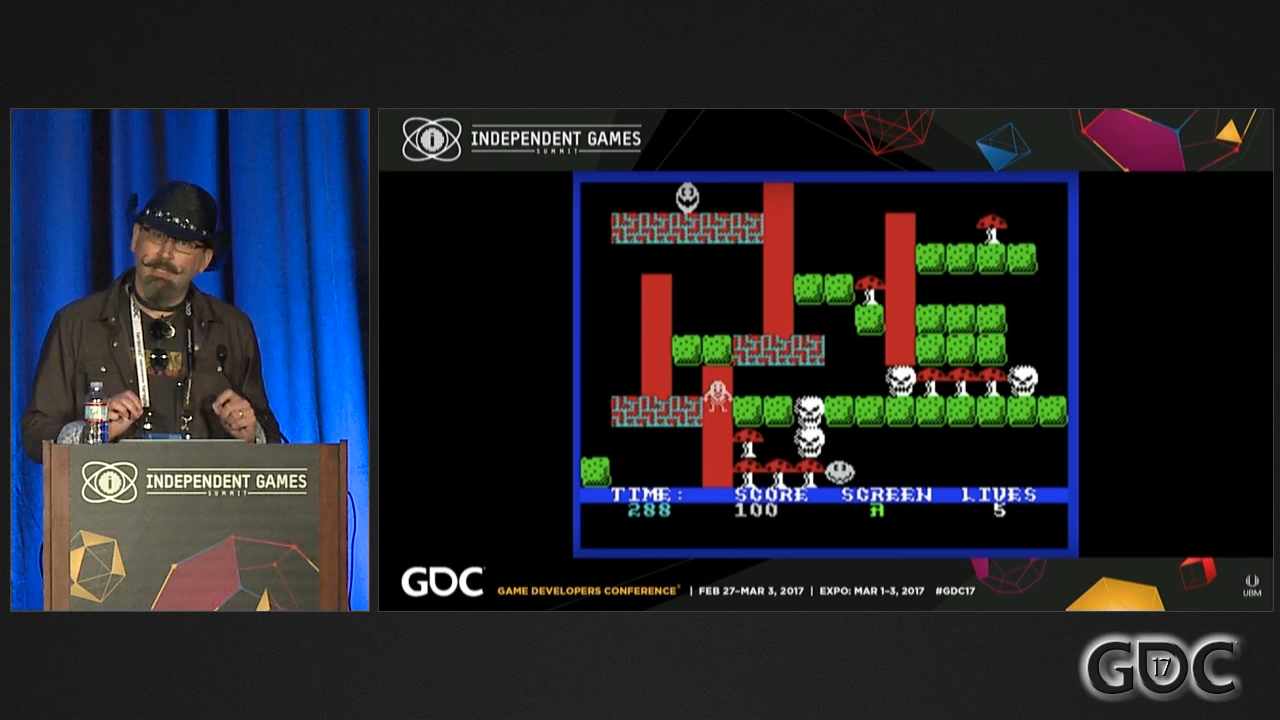 INDEPENDENT GAMES
SUMMIT
TIME: SCORE SCREEN LIVES
288 100 A 5
INDEPENDENT GAMES
SUMMIT
GDC GAME DEVELOPERS CONFERENCE® | FEB 27–MAR 3, 2017 | EXPO: MAR 1–3, 2017 #GDC17
UBM
GDC 17